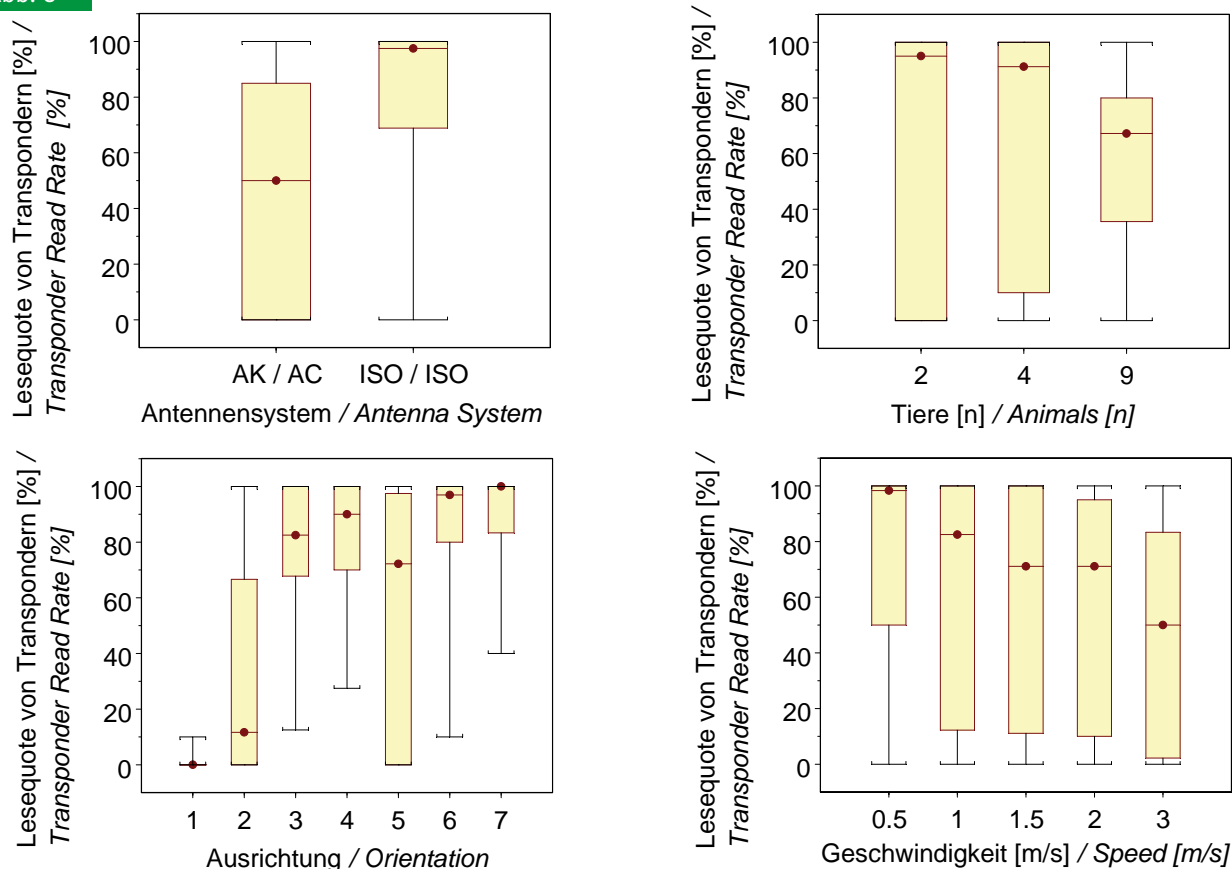 Lesequote von Transpondern [%] /
Transponder Read Rate [%]
100
80
60
40
20
0
AK / AC ISO / ISO
Antennensystem / Antenna System
Lesequote von Transpondern [%] /
Transponder Read Rate [%]
100
80
60
40
20
0
2 4 9
Tiere [n] / Animals [n]
Lesequote von Transpondern [%] /
Transponder Read Rate [%]
100
80
60
40
20
0
1 2 3 4 5 6 7
Ausrichtung / Orientation
Lesequote von Transpondern [%] /
Transponder Read Rate [%]
100
80
60
40
20
0
0.5 1 1.5 2 3
Geschwindigkeit [m/s] / Speed [m/s]